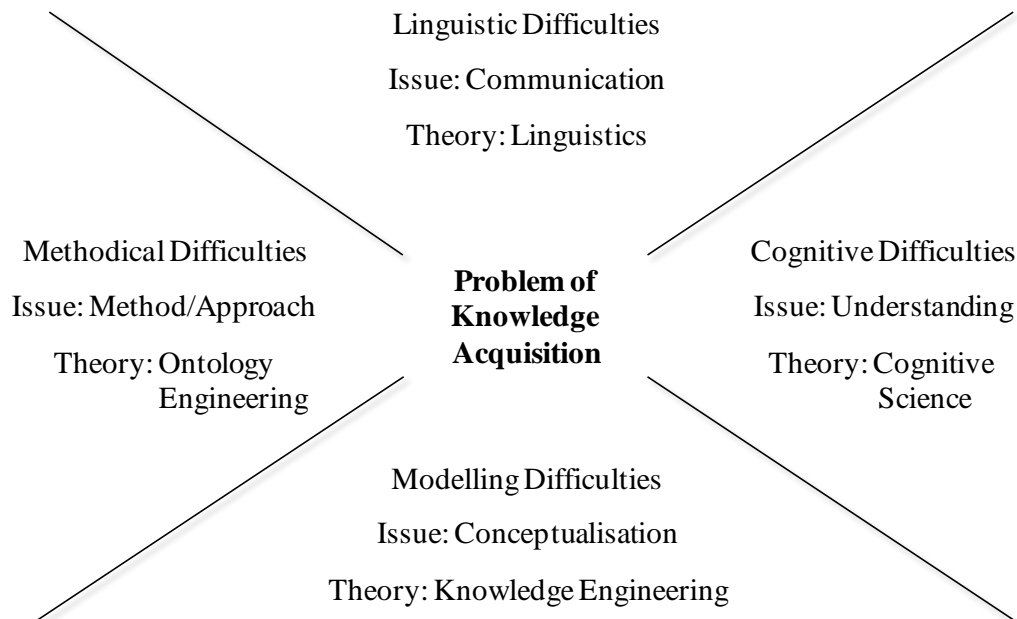 Linguistic Difficulties
Issue: Communication
Theory: Linguistics
Methodical Difficulties
Issue: Method/Approach
Theory: Ontology
Engineering
Problem of
Knowledge
Acquisition
Cognitive Difficulties
Issue: Understanding
Theory: Cognitive
Science
Modelling Difficulties
Issue: Conceptualisation
Theory: Knowledge Engineering